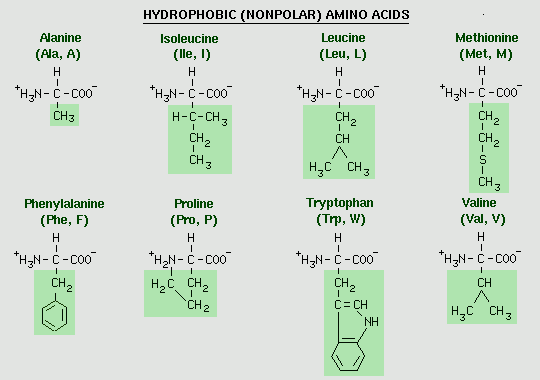 HYDROPHOBIC (NONPOLAR) AMINO ACIDS
Alanine
(Ala, A)
H
⁺H₃N-C-COO⁻
CH₃
Isoleucine
(Ile, I)
H
⁺H₃N-C-COO⁻
H-C-CH₃
CH₂
CH₃
Leucine
(Leu, L)
H
⁺H₃N-C-COO⁻
CH₂
CH
H₃C CH₃
Methionine
(Met, M)
H
⁺H₃N-C-COO⁻
CH₂
CH₂
S
CH₃
Phenylalanine
(Phe, F)
H
⁺H₃N-C-COO⁻
CH₂
Proline
(Pro, P)
H
⁺H₂N-C-COO⁻
H₂C CH₂
CH₂
Tryptophan
(Trp, W)
H
⁺H₃N-C-COO⁻
CH₂
C=CH
NH
Valine
(Val, V)
H
⁺H₃N-C-COO⁻
CH
H₃C CH₃